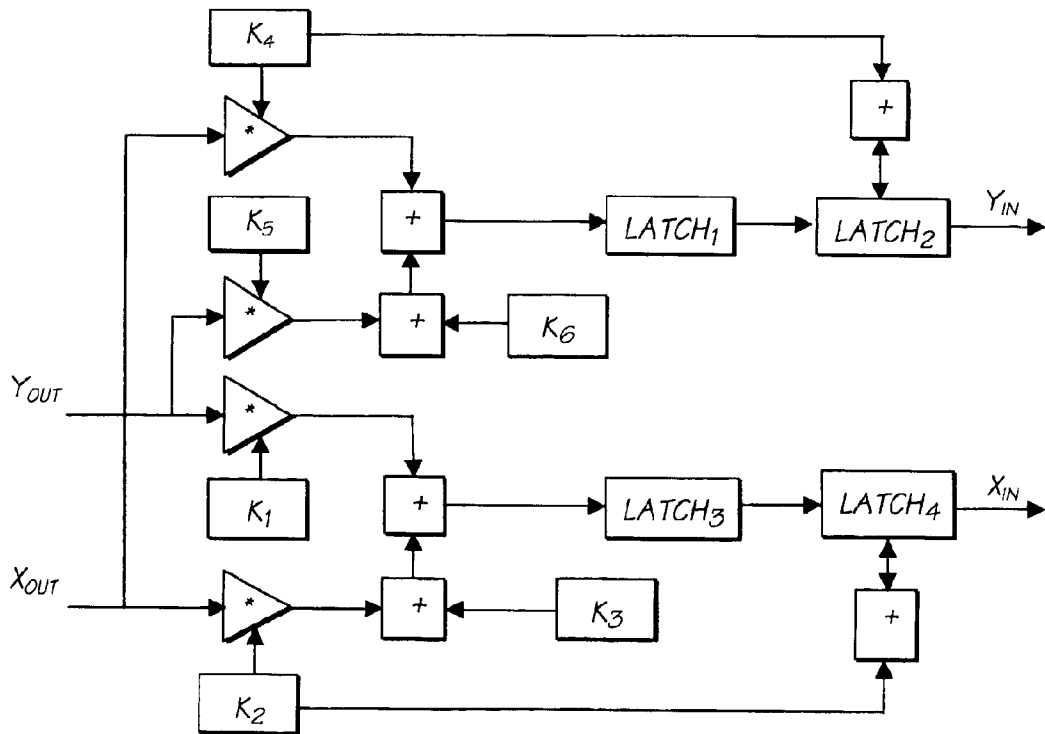 K4
+
*
K5
+
LATCH1
LATCH2
YIN
*
+
K6
YOUT
*
K1
+
LATCH3
LATCH4
XIN
XOUT
*
+
K3
+
K2